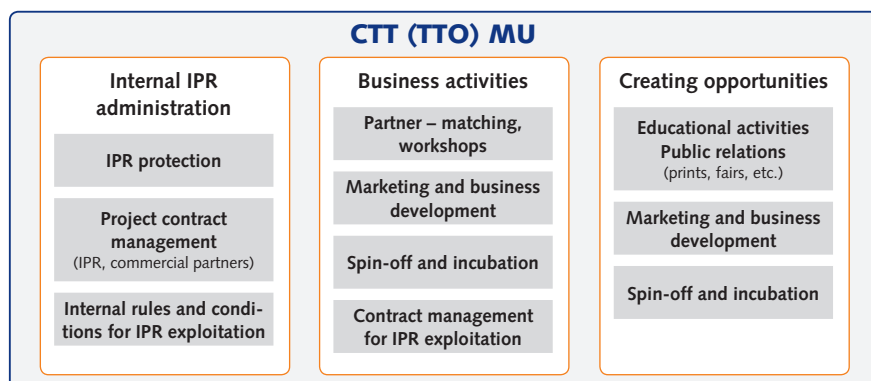 CTT (TTO) MU
Internal IPR
administration
IPR protection
Project contract
management
(IPR, commercial partners)
Internal rules and condi-
tions for IPR exploitation
Business activities
Partner – matching,
workshops
Marketing and business
development
Spin-off and incubation
Contract management
for IPR exploitation
Creating opportunities
Educational activities
Public relations
(prints, fairs, etc.)
Marketing and business
development
Spin-off and incubation